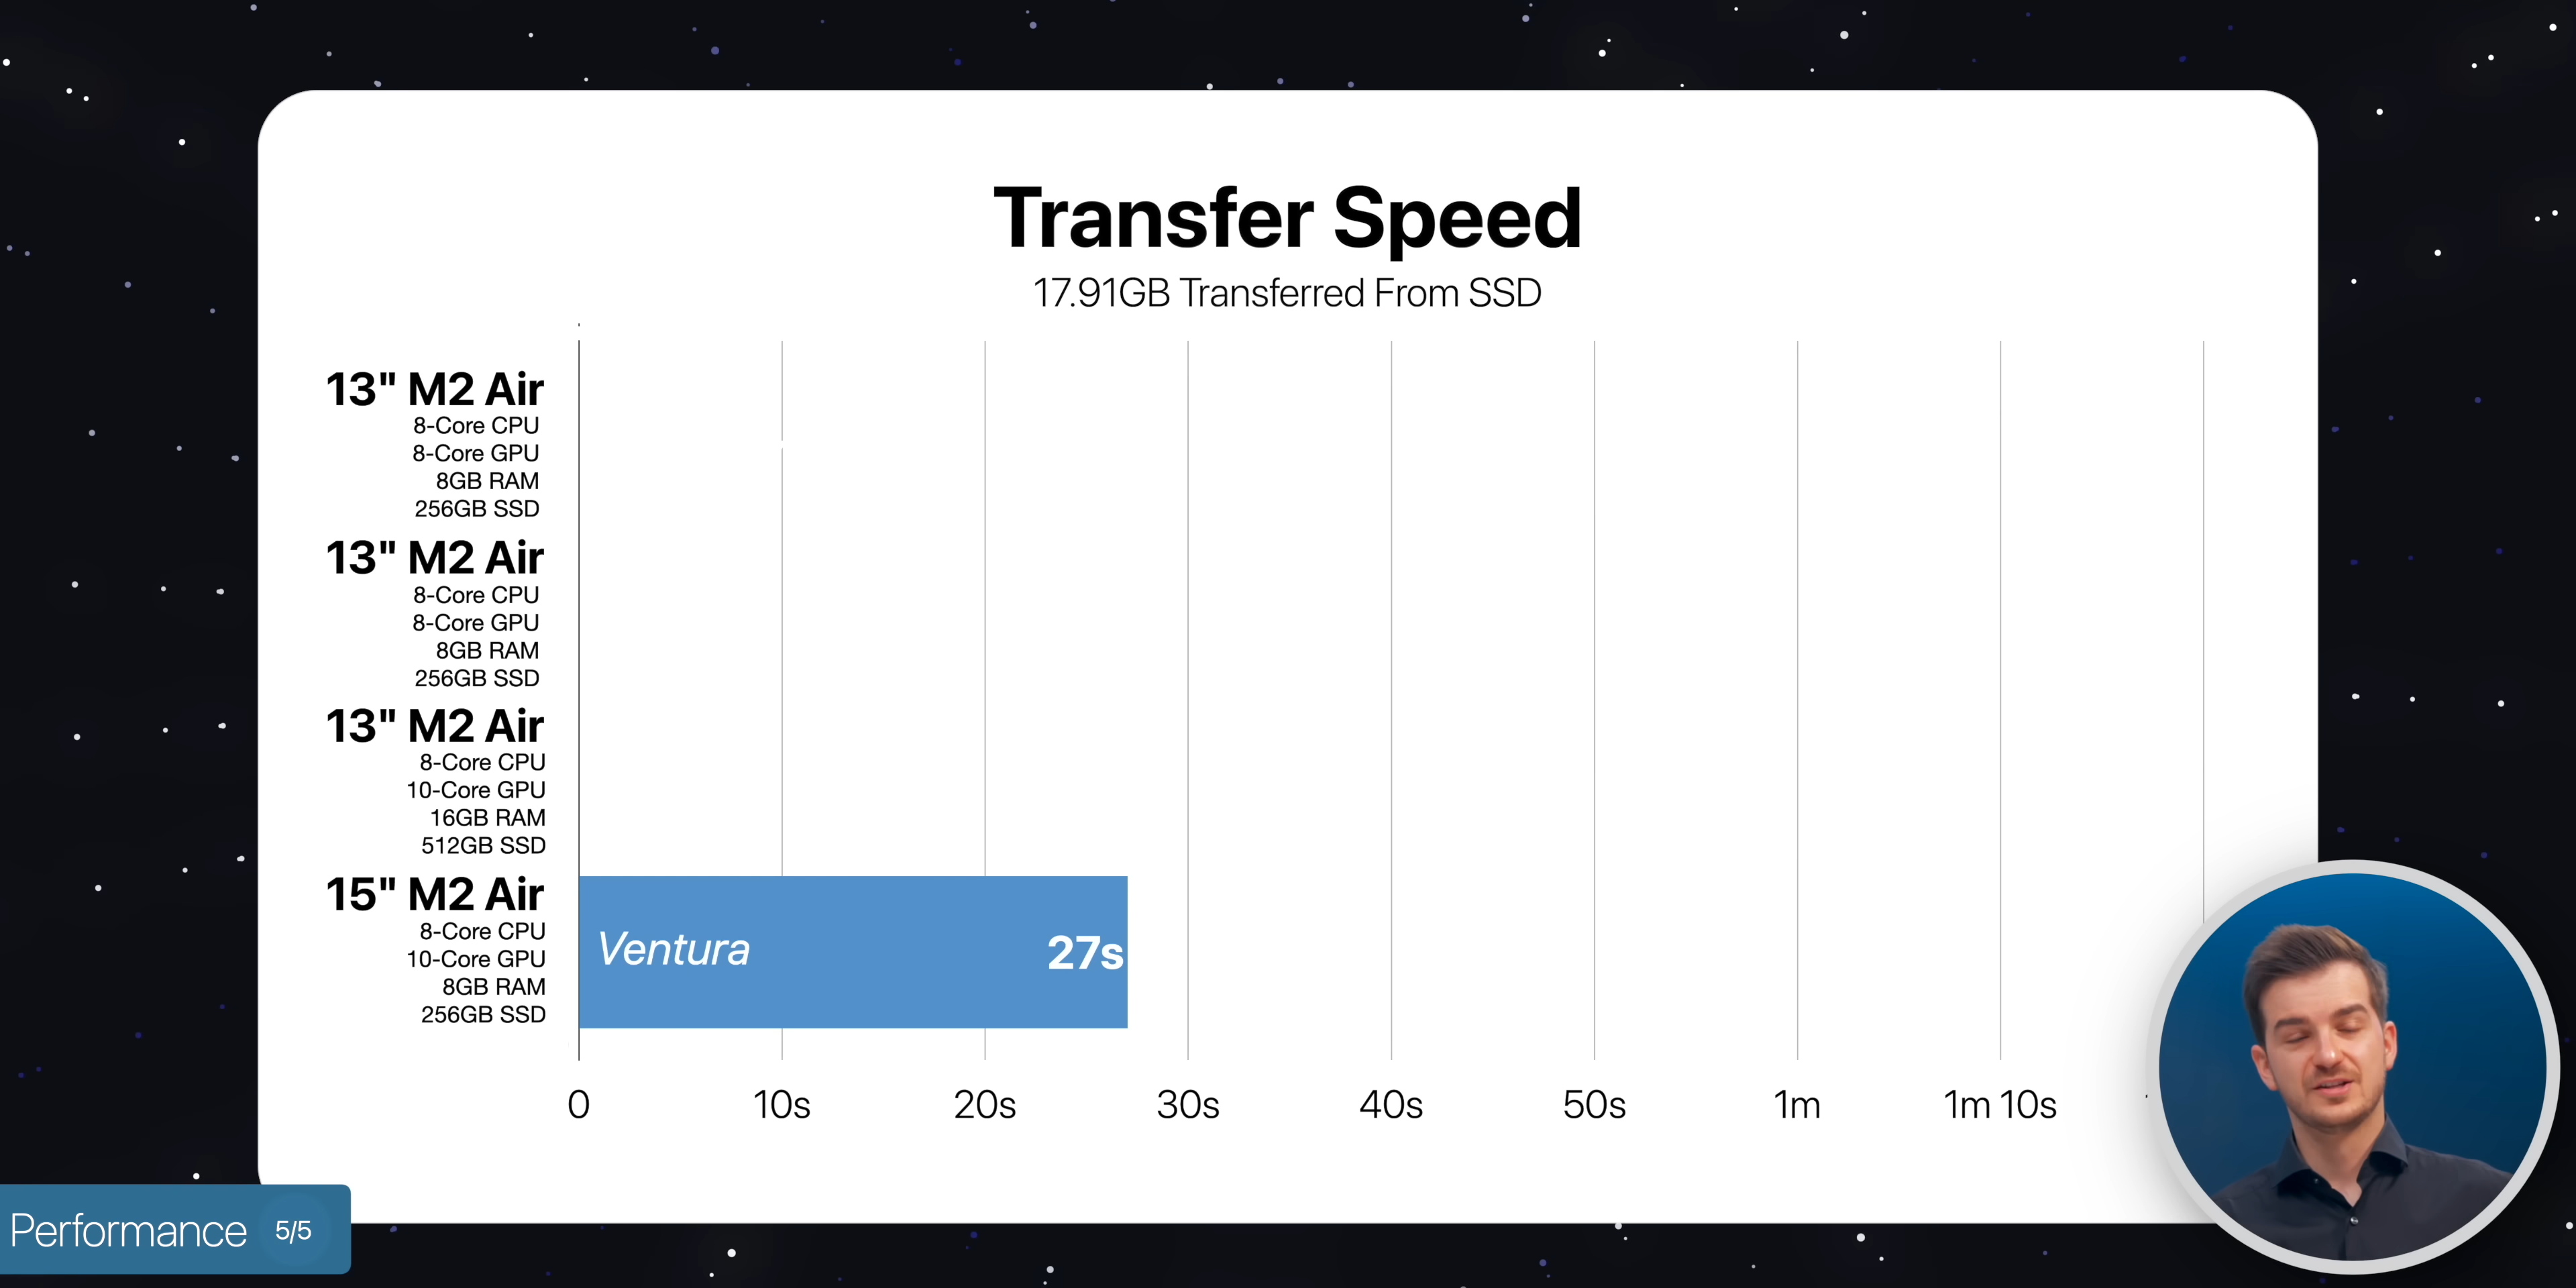 Transfer Speed
17.91GB Transferred From SSD
13" M2 Air
8-Core CPU
8-Core GPU
8GB RAM
256GB SSD
13" M2 Air
8-Core CPU
8-Core GPU
8GB RAM
256GB SSD
13" M2 Air
8-Core CPU
10-Core GPU
16GB RAM
512GB SSD
15" M2 Air
8-Core CPU
10-Core GPU
8GB RAM
256GB SSD
Ventura 27s
0 10s 20s 30s 40s 50s 1m 1m 10s
Performance 5/5